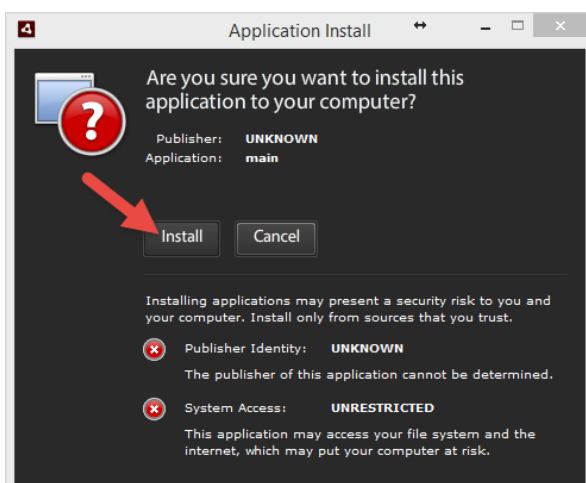 Application Install
Are you sure you want to install this
application to your computer?
Publisher: UNKNOWN
Application: main
Install Cancel
Installing applications may present a security risk to you and
your computer. Install only from sources that you trust.
Publisher Identity: UNKNOWN
The publisher of this application cannot be determined.
System Access: UNRESTRICTED
This application may access your file system and the
internet, which may put your computer at risk.